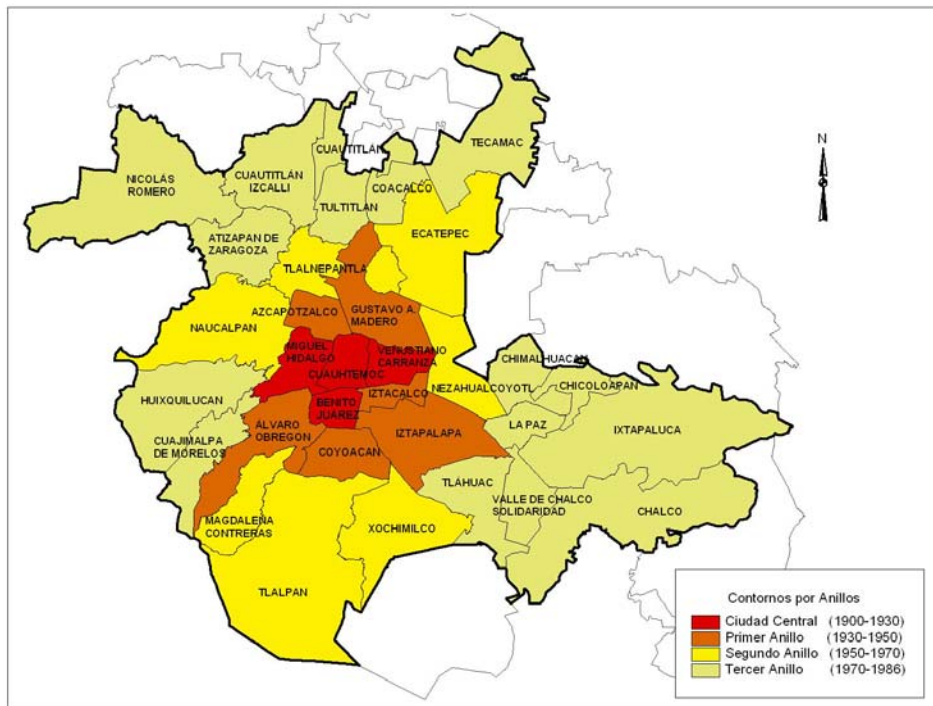 N
TECAMAC
CUAUTITLÁN
NICOLÁS
ROMERO
CUAUTITLÁN
IZCALLI
COACALCO
TULTITLAN
ECATEPEC
ATIZAPAN DE
ZARAGOZA
TLALNEPANTLA
AZCAPOTZALCO
GUSTAVO A.
MADERO
NAUCALPAN
MIGUEL
HIDALGO
VENUSTIANO
CARRANZA
CUAUHTEMOC
CHIMALHUACAN
NEZAHUALCOYOTL
CHICOLOAPAN
IZTACALCO
HUIXQUILUCAN
BENITO
JUÁREZ
ÁLVARO
OBREGON
IZTAPALAPA
LA PAZ
IXTAPALUCA
CUAJIMALPA
DE MORELOS
COYOACAN
TLÁHUAC
VALLE DE CHALCO
SOLIDARIDAD
CHALCO
MAGDALENA
CONTRERAS
XOCHIMILCO
TLALPAN
Contornos por Anillos
Ciudad Central (1900-1930)
Primer Anillo (1930-1950)
Segundo Anillo (1950-1970)
Tercer Anillo (1970-1986)